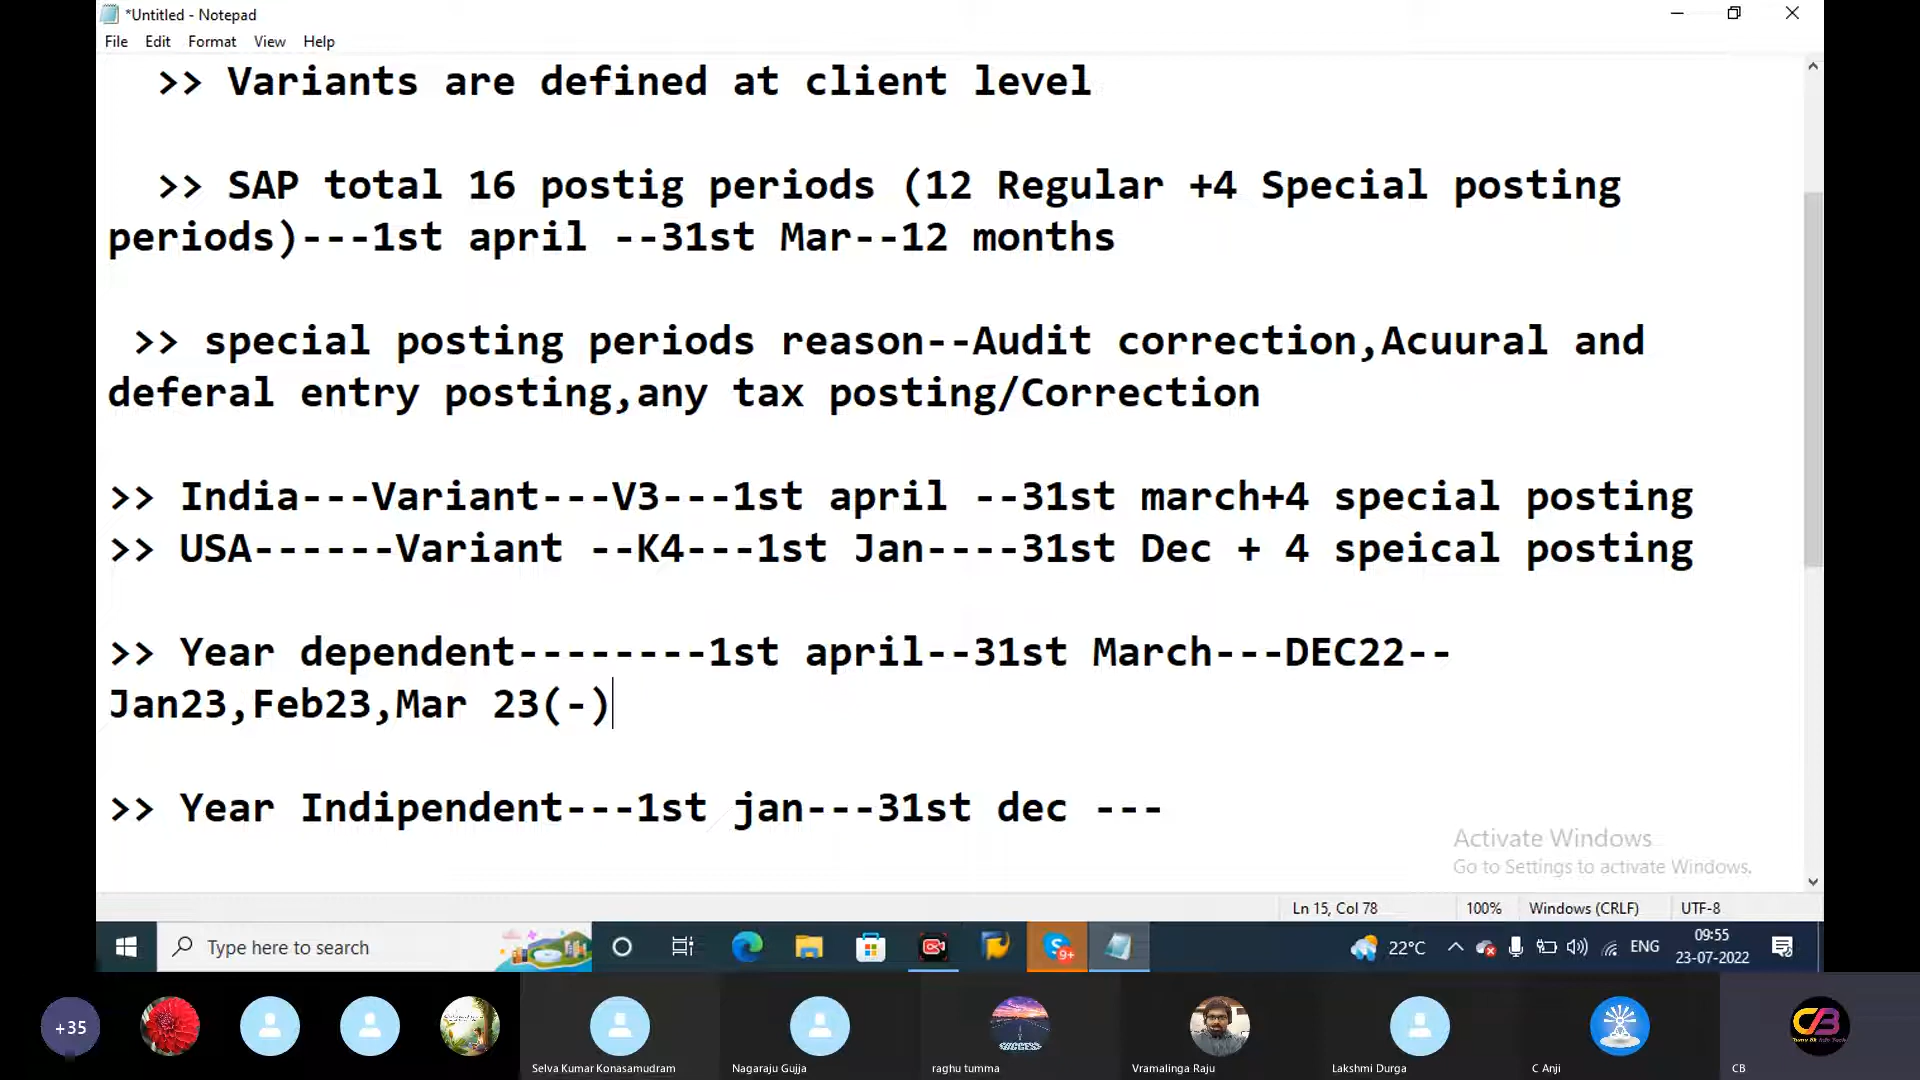 *Untitled - Notepad
File Edit Format View Help
>> Variants are defined at client level
>> SAP total 16 postig periods (12 Regular +4 Special posting
periods)---1st april --31st Mar--12 months
>> special posting periods reason--Audit correction,Acuural and
deferal entry posting,any tax posting/Correction
>> India---Variant---V3---1st april --31st march+4 special posting
>> USA------Variant --K4---1st Jan----31st Dec + 4 speical posting
>> Year dependent--------1st april--31st March---DEC22--
Jan23,Feb23,Mar 23(-)
>> Year Indipendent---1st jan---31st dec ---
Activate Windows
Go to Settings to activate Windows.
Ln 15, Col 78 100% Windows (CRLF) UTF-8
Type here to search
9+
22°C
ENG
09:55
23-07-2022
+35
SUCCESS
CB
Selva Kumar Konasamudram
Nagaraju Gujja
raghu tumma
Vramalinga Raju
Lakshmi Durga
C Anji
CB